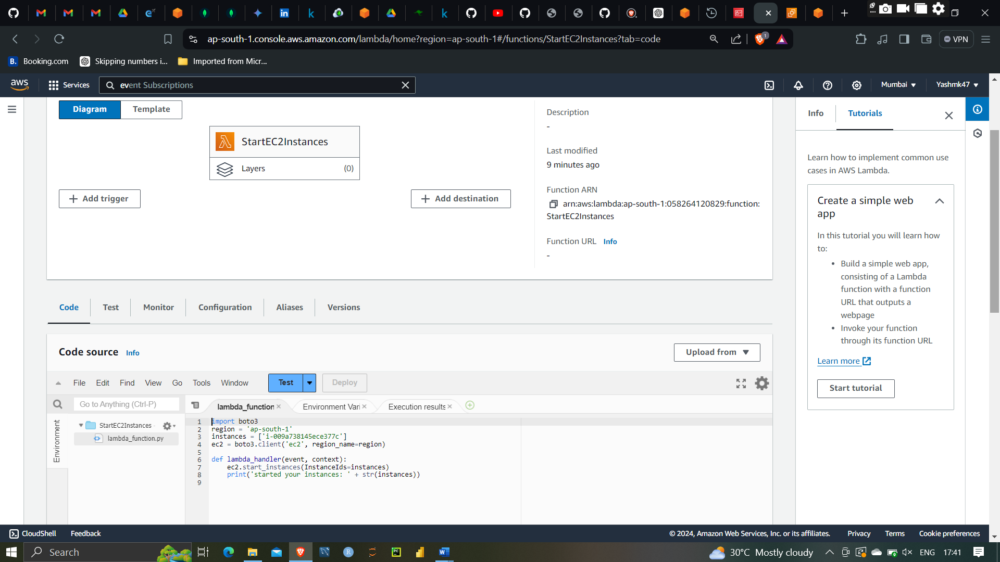 ap-south-1.console.aws.amazon.com/lambda/home?region=ap-south-1#/functions/StartEC2Instances?tab=code
1
VPN
B. Booking.com
Skipping numbers i...
Imported from Micr...
aws
Services
event Subscriptions
Mumbai
Yashmk47
Diagram
Template
StartEC2Instances
Layers
(0)
Add trigger
Add destination
Description
-
Last modified
9 minutes ago
Function ARN
arn:aws:lambda:ap-south-1:058264120829:function:
StartEC2Instances
Function URL Info
-
Info
Tutorials
Learn how to implement common use
cases in AWS Lambda.
Create a simple web
app
In this tutorial you will learn how
to:
• Build a simple web app,
consisting of a Lambda
function with a function
URL that outputs a
webpage
• Invoke your function
through its function URL
Learn more
Start tutorial
Code
Test
Monitor
Configuration
Aliases
Versions
Code source Info
Upload from
File Edit Find View Go Tools Window
Test
Deploy
Go to Anything (Ctrl-P)
lambda_function
Environment Vari
Execution results
Environment
StartEC2Instances -
lambda_function.py
1 import boto3
2 region = 'ap-south-1'
3 instances = ['i-009a738145ece377c']
4 ec2 = boto3.client('ec2', region_name=region)
5
6 def lambda_handler(event, context):
7 ec2.start_instances(InstanceIds=instances)
8 print('started your instances: ' + str(instances))
9
CloudShell
Feedback
© 2024, Amazon Web Services, Inc. or its affiliates.
Privacy
Terms
Cookie preferences
Search
30°C Mostly cloudy
ENG
17:41